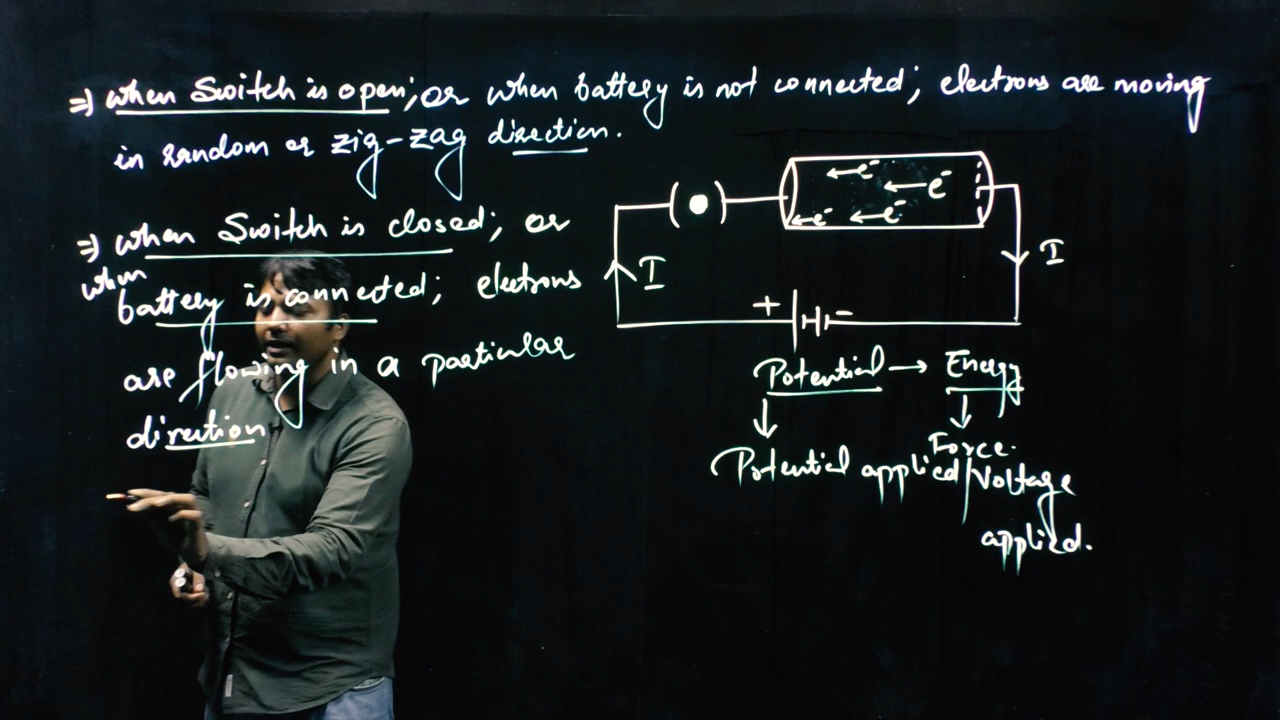 ⇒ when Switch is open; or when battery is not connected; electrons are moving
in random or zig-zag direction.
⇒ when Switch is closed; or
when
battery is connected; electrons
are flowing in a particular
direction
e⁻
e⁻
e⁻
e⁻
I
I
+
-
Potential → Energy
↓ ↓
Force.
Potential applied/Voltage
applied.